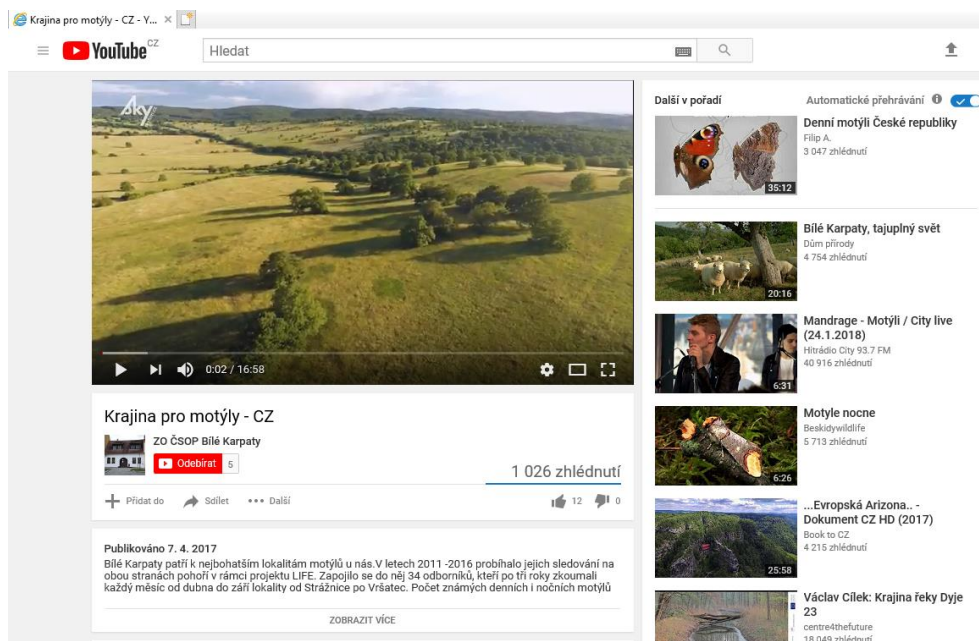 Krajina pro motýly - CZ - Y...
YouTube CZ
Hledat
Sky
0:02 / 16:58
Krajina pro motýly - CZ
ZO ČSOP Bílé Karpaty
Odebírat 5
1 026 zhlédnutí
Přidat do Sdílet Další
12 0
Publikováno 7. 4. 2017
Bílé Karpaty patří k nejbohatším lokalitám motýlů u nás.V letech 2011 -2016 probíhalo jejich sledování na
obou stranách pohoří v rámci projektu LIFE. Zapojilo se do něj 34 odborníků, kteří po tři roky zkoumali
každý měsíc od dubna do září lokality od Strážnice po Vršatec. Počet známých denních i nočních motýlů
ZOBRAZIT VÍCE
Další v pořadí Automatické přehrávání
Denní motýli České republiky
Filip A.
3 047 zhlédnutí
35:12
Bílé Karpaty, tajuplný svět
Dům přírody
4 754 zhlédnutí
20:16
Mandrage - Motýli / City live
(24.1.2018)
Hitrádio City 93.7 FM
40 916 zhlédnutí
6:31
Motyle nocne
Beskidywildlife
5 713 zhlédnutí
6:26
...Evropská Arizona.. -
Dokument CZ HD (2017)
Book to CZ
4 215 zhlédnutí
25:58
Václav Cílek: Krajina řeky Dyje
23
centre4thefuture
18 049 zhlédnutí